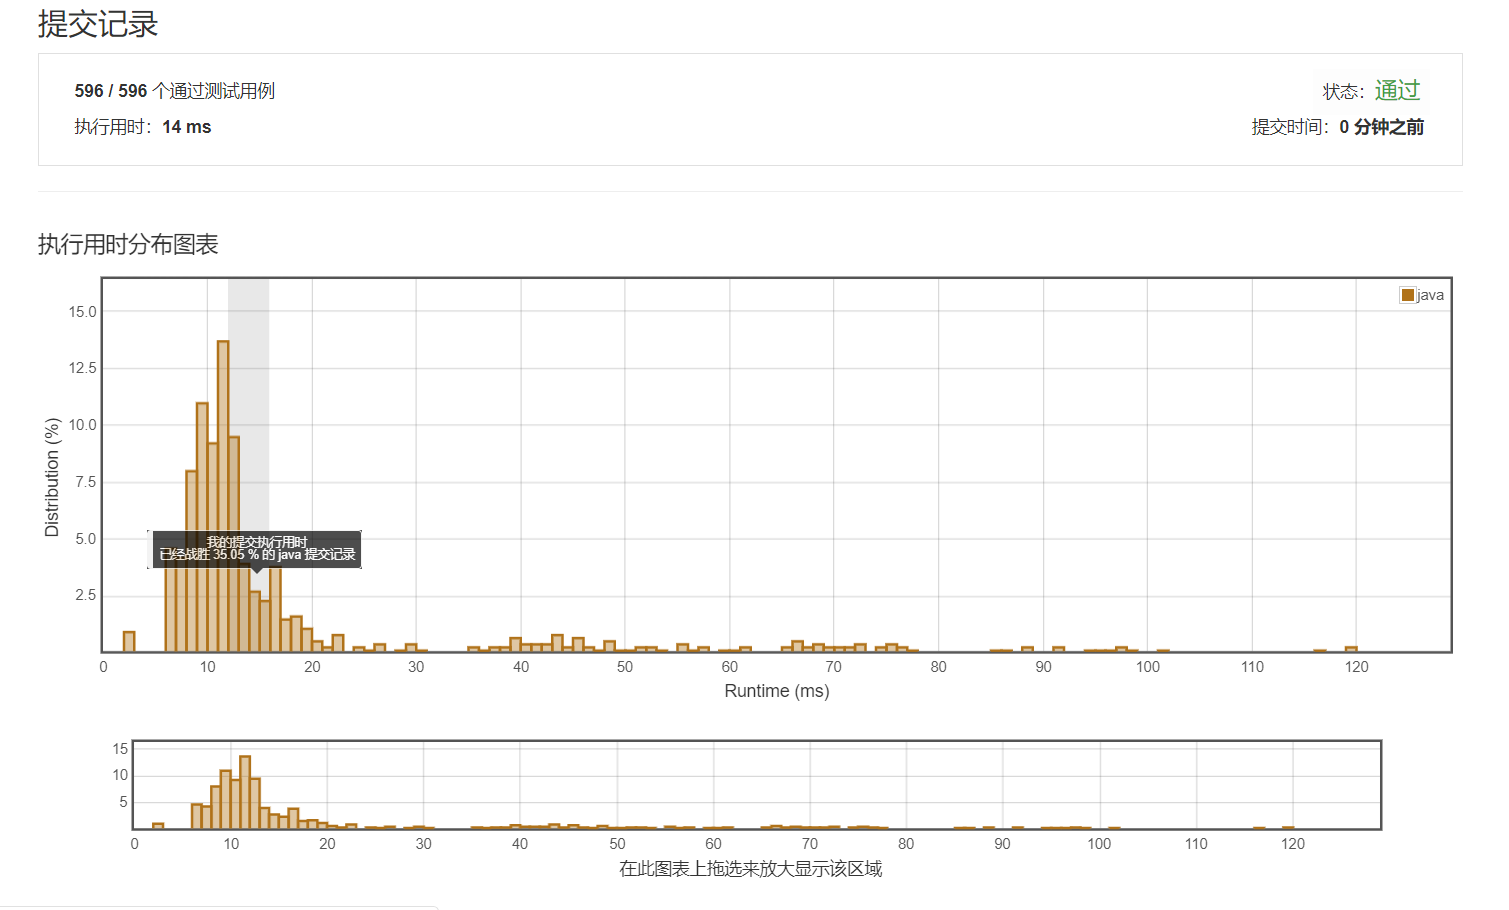 提交记录
596 / 596 个通过测试用例
状态：通过
执行用时：14 ms
提交时间：0 分钟之前
执行用时分布图表
java
15.0
12.5
10.0
7.5
5.0
2.5
Distribution (%)
我的提交执行用时
已经战胜 35.05 % 的 java 提交记录
0 10 20 30 40 50 60 70 80 90 100 110 120
Runtime (ms)
15
10
5
0 10 20 30 40 50 60 70 80 90 100 110 120
在此图表上拖选来放大显示该区域